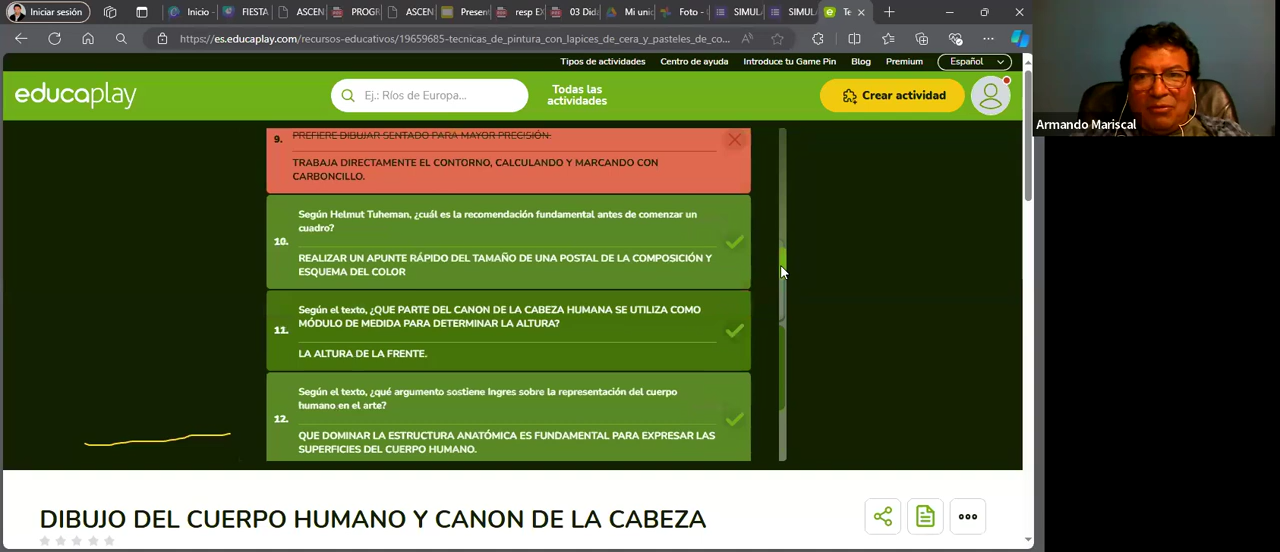 Iniciar sesión
Inicio -
FIESTA
ASCEN
PROGR
ASCEN
Present
resp EX
03 Dida
Mi unic
Foto -
SIMULA
SIMUL
Te
https://es.educaplay.com/recursos-educativos/19659685-tecnicas_de_pintura_con_lapices_de_cera_y_pasteles_de_co...
Tipos de actividades
Centro de ayuda
Introduce tu Game Pin
Blog
Premium
Español
educaplay
Ej.: Ríos de Europa...
Todas las
actividades
Crear actividad
Armando Mariscal
9.
PREFIERE DIBUJAR SENTADO PARA MAYOR PRECISIÓN
TRABAJA DIRECTAMENTE EL CONTORNO, CALCULANDO Y MARCANDO CON
CARBONCILLO.
10.
Según Helmut Tuheman, ¿cuál es la recomendación fundamental antes de comenzar un
cuadro?
REALIZAR UN APUNTE RÁPIDO DEL TAMAÑO DE UNA POSTAL DE LA COMPOSICIÓN Y
ESQUEMA DEL COLOR
11.
Según el texto, ¿QUE PARTE DEL CANON DE LA CABEZA HUMANA SE UTILIZA COMO
MÓDULO DE MEDIDA PARA DETERMINAR LA ALTURA?
LA ALTURA DE LA FRENTE.
12.
Según el texto, ¿qué argumento sostiene Ingres sobre la representación del cuerpo
humano en el arte?
QUE DOMINAR LA ESTRUCTURA ANATÓMICA ES FUNDAMENTAL PARA EXPRESAR LAS
SUPERFICIES DEL CUERPO HUMANO.
DIBUJO DEL CUERPO HUMANO Y CANON DE LA CABEZA